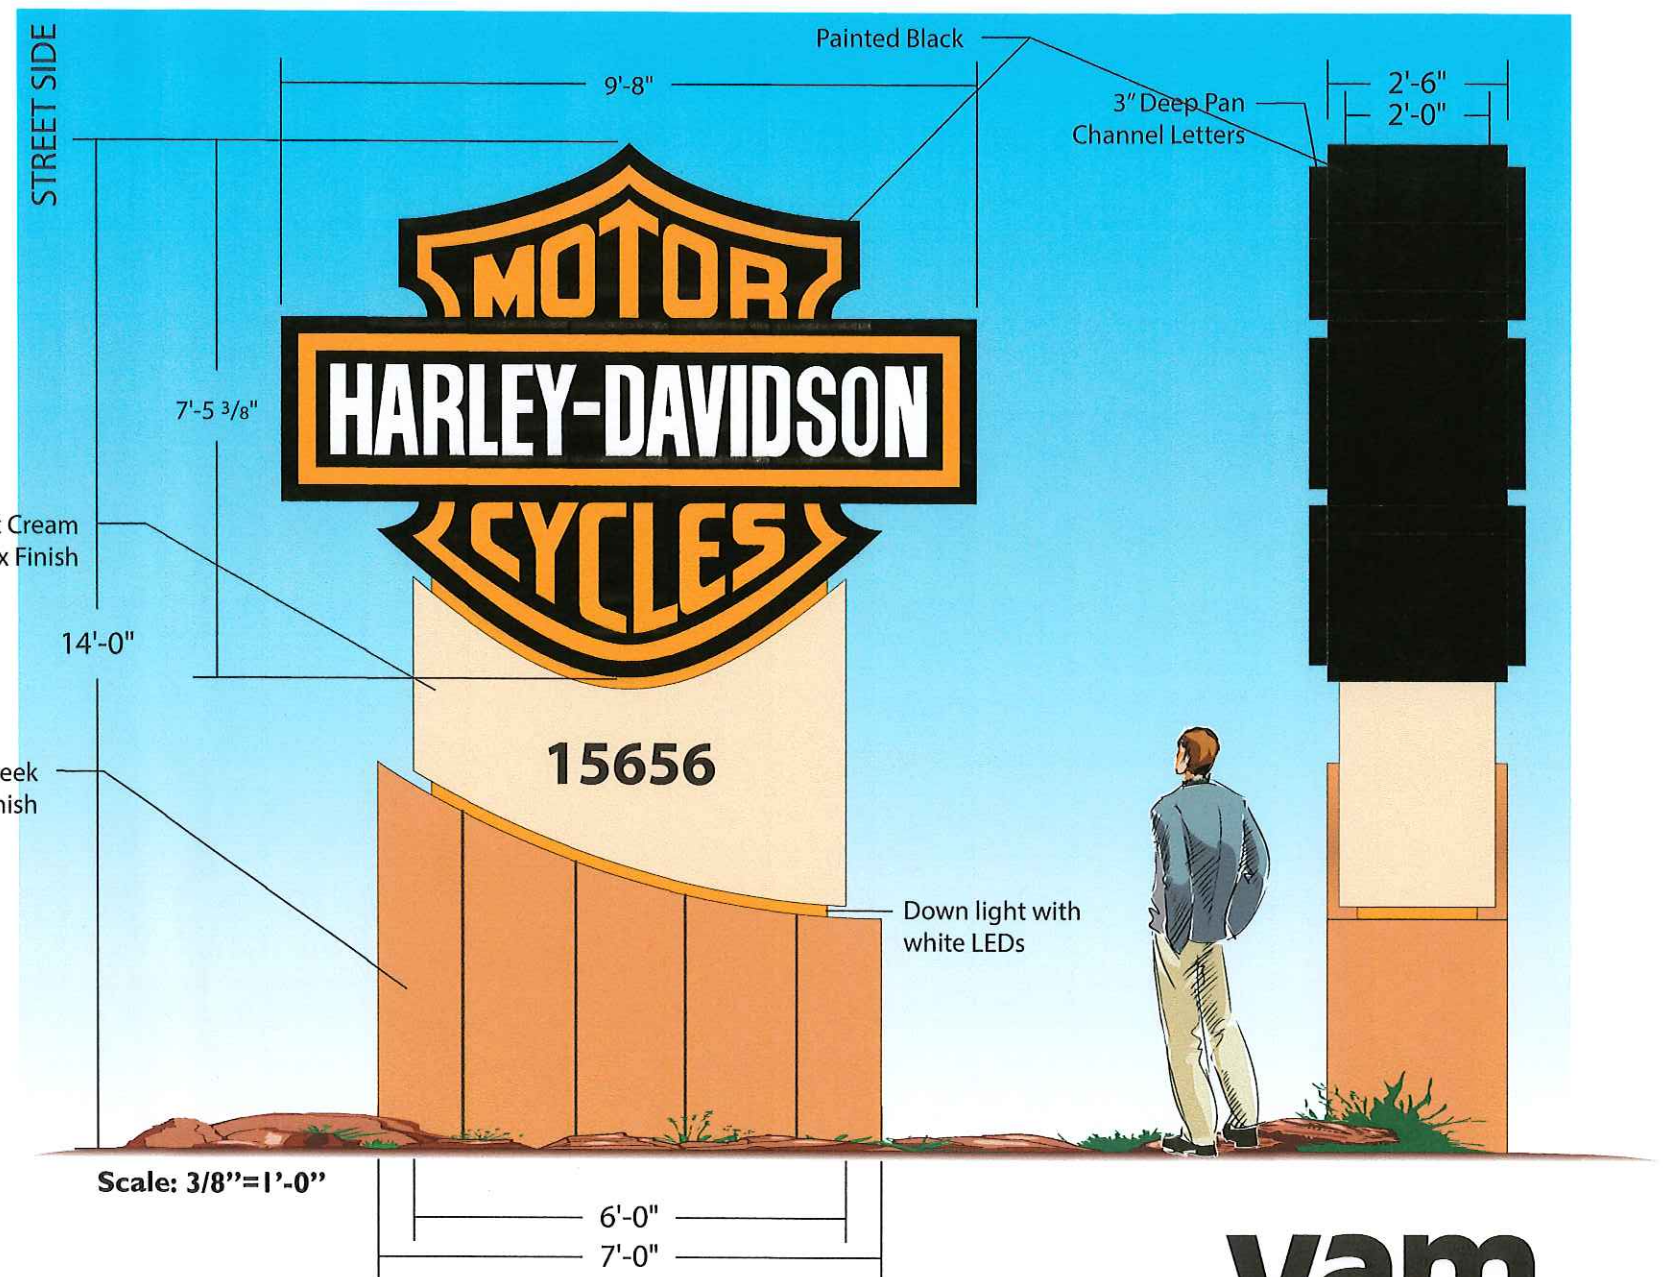 STREET SIDE
Painted Black
9'-8"
2'-6"
2'-0"
3" Deep Pan
Channel Letters
MOTOR
HARLEY-DAVIDSON
CYCLES
7'-5 3/8"
Cream
Finish
14'-0"
15656
Down light with
white LEDs
Scale: 3/8”=1’-0”
6'-0"
7'-0"